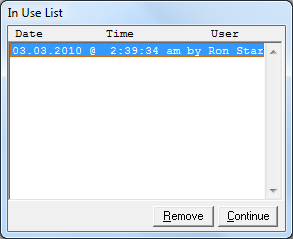 In Use List
Date Time User
03.03.2010 @ 2:39:34 am by Ron Star
Remove Continue